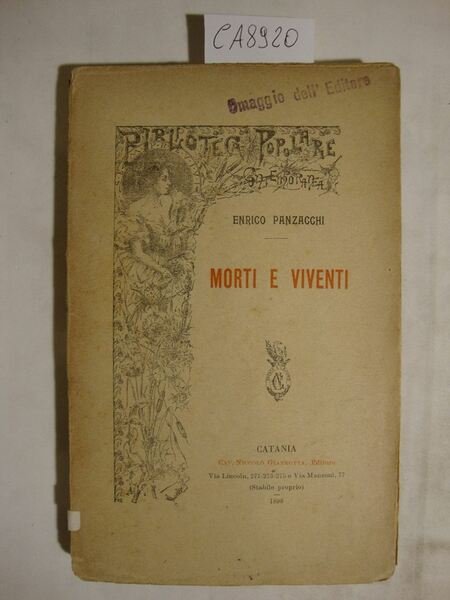 CA8920
Omaggio dell' Editore
BIBLIOTECA POPOLARE
CONTEMPORANEA
ENRICO PANZACCHI
MORTI E VIVENTI
CATANIA
CAV. NICCOLÒ GIANNOTTA, Editore
Via Lincoln, 271-273-275 e Via Manzoni, 77
(Stabile proprio)
1898